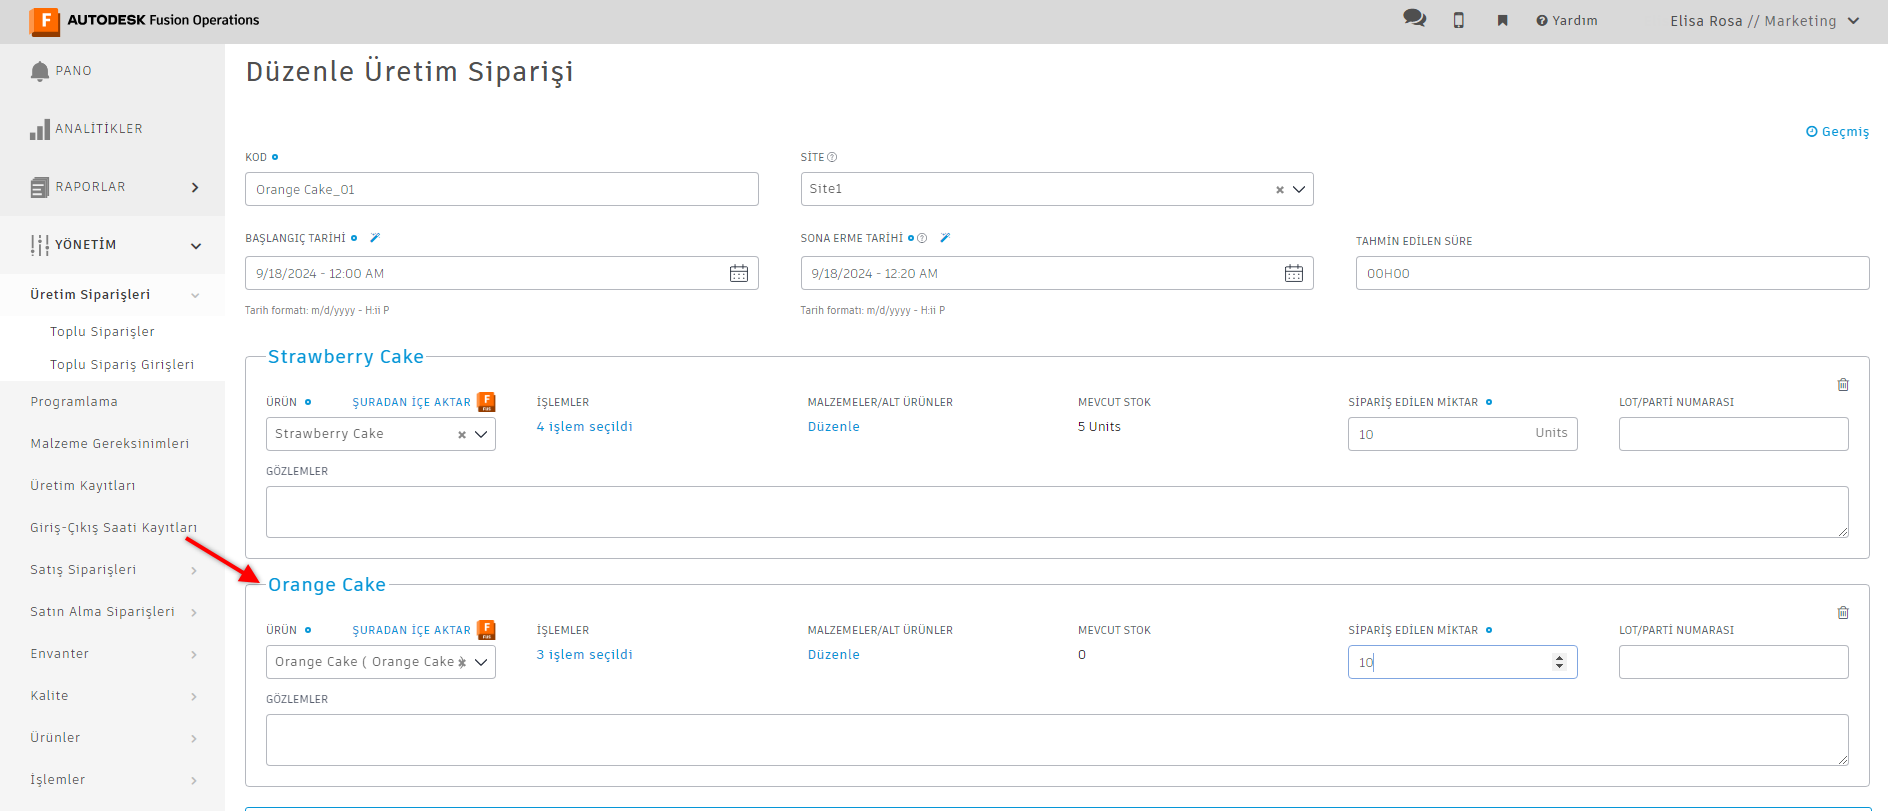 AUTODESK Fusion Operations
Yardım
Elisa Rosa // Marketing
PANO
ANALİTİKLER
RAPORLAR
YÖNETİM
Üretim Siparişleri
Toplu Siparişler
Toplu Sipariş Girişleri
Programlama
Malzeme Gereksinimleri
Üretim Kayıtları
Giriş-Çıkış Saati Kayıtları
Satış Siparişleri
Satın Alma Siparişleri
Envanter
Kalite
Ürünler
İşlemler
Düzenle Üretim Siparişi
Geçmiş
KOD
SİTE
Orange Cake_01
Site1
BAŞLANGIÇ TARİHİ
SONA ERME TARİHİ
TAHMİN EDİLEN SÜRE
9/18/2024 - 12:00 AM
9/18/2024 - 12:20 AM
00H00
Tarih formatı: m/d/yyyy - H:ii P
Tarih formatı: m/d/yyyy - H:ii P
Strawberry Cake
ÜRÜN
ŞURADAN İÇE AKTAR
İŞLEMLER
MALZEMELER/ALT ÜRÜNLER
MEVCUT STOK
SİPARİŞ EDİLEN MİKTAR
LOT/PARTİ NUMARASI
Strawberry Cake
4 işlem seçildi
Düzenle
5 Units
10 Units
GÖZLEMLER
Orange Cake
ÜRÜN
ŞURADAN İÇE AKTAR
İŞLEMLER
MALZEMELER/ALT ÜRÜNLER
MEVCUT STOK
SİPARİŞ EDİLEN MİKTAR
LOT/PARTİ NUMARASI
Orange Cake ( Orange Cake
3 işlem seçildi
Düzenle
0
10
GÖZLEMLER